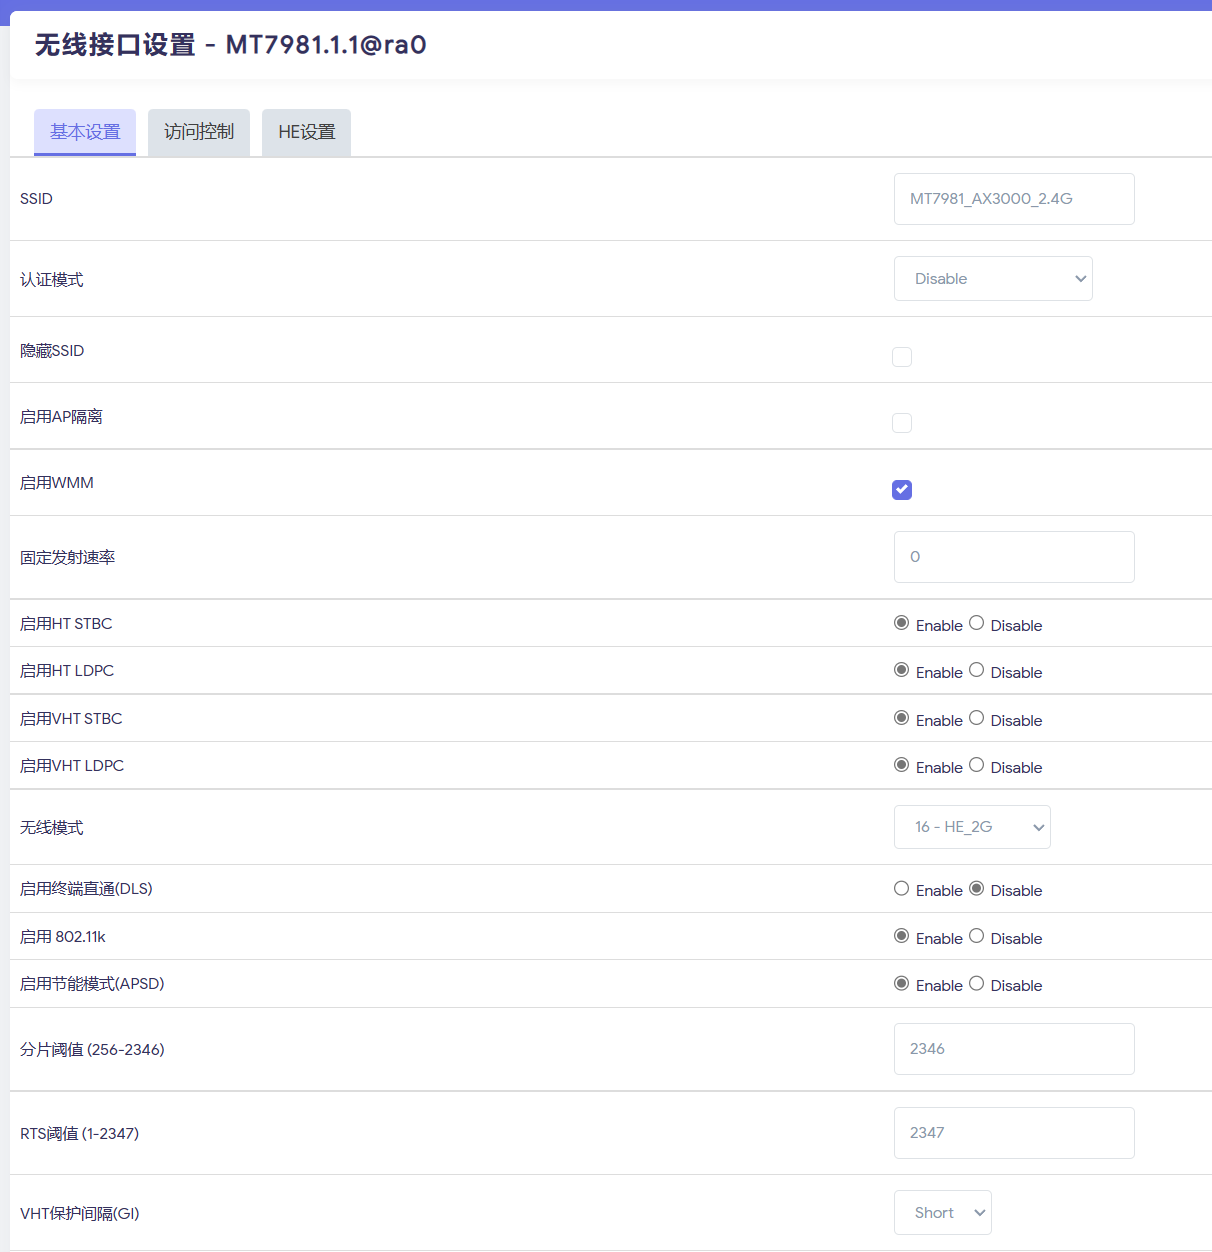 无线接口设置 - MT7981.1.1@ra0
基本设置 访问控制 HE设置
SSID MT7981_AX3000_2.4G
认证模式 Disable
隐藏SSID
启用AP隔离
启用WMM
固定发射速率 0
启用HT STBC Enable Disable
启用HT LDPC Enable Disable
启用VHT STBC Enable Disable
启用VHT LDPC Enable Disable
无线模式 16 - HE_2G
启用终端直通(DLS) Enable Disable
启用 802.11k Enable Disable
启用节能模式(APSD) Enable Disable
分片阈值 (256-2346) 2346
RTS阈值 (1-2347) 2347
VHT保护间隔(GI) Short